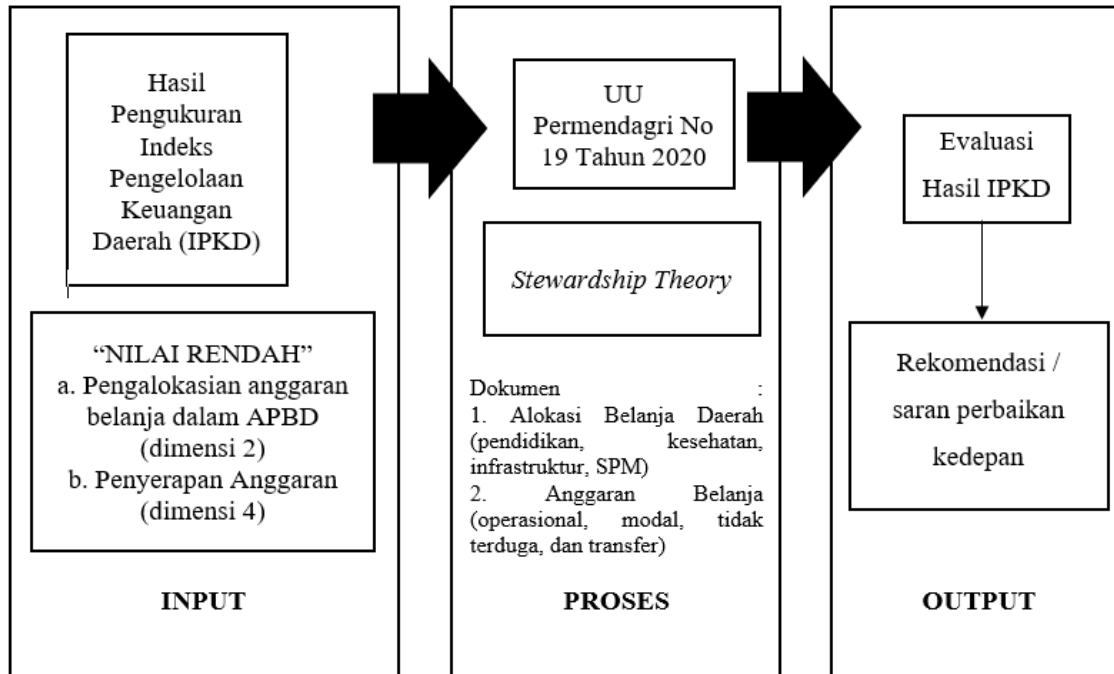 Hasil
Pengukuran
Indeks
Pengelolaan
Keuangan
Daerah (IPKD)
“NILAI RENDAH”
a. Pengalokasian anggaran
belanja dalam APBD
(dimensi 2)
b. Penyerapan Anggaran
(dimensi 4)
INPUT
UU
Permendagri No
19 Tahun 2020
Stewardship Theory
Dokumen :
1. Alokasi Belanja Daerah
(pendidikan, kesehatan,
infrastruktur, SPM)
2. Anggaran Belanja
(operasional, modal, tidak
terduga, dan transfer)
PROSES
Evaluasi
Hasil IPKD
Rekomendasi /
saran perbaikan
kedepan
OUTPUT